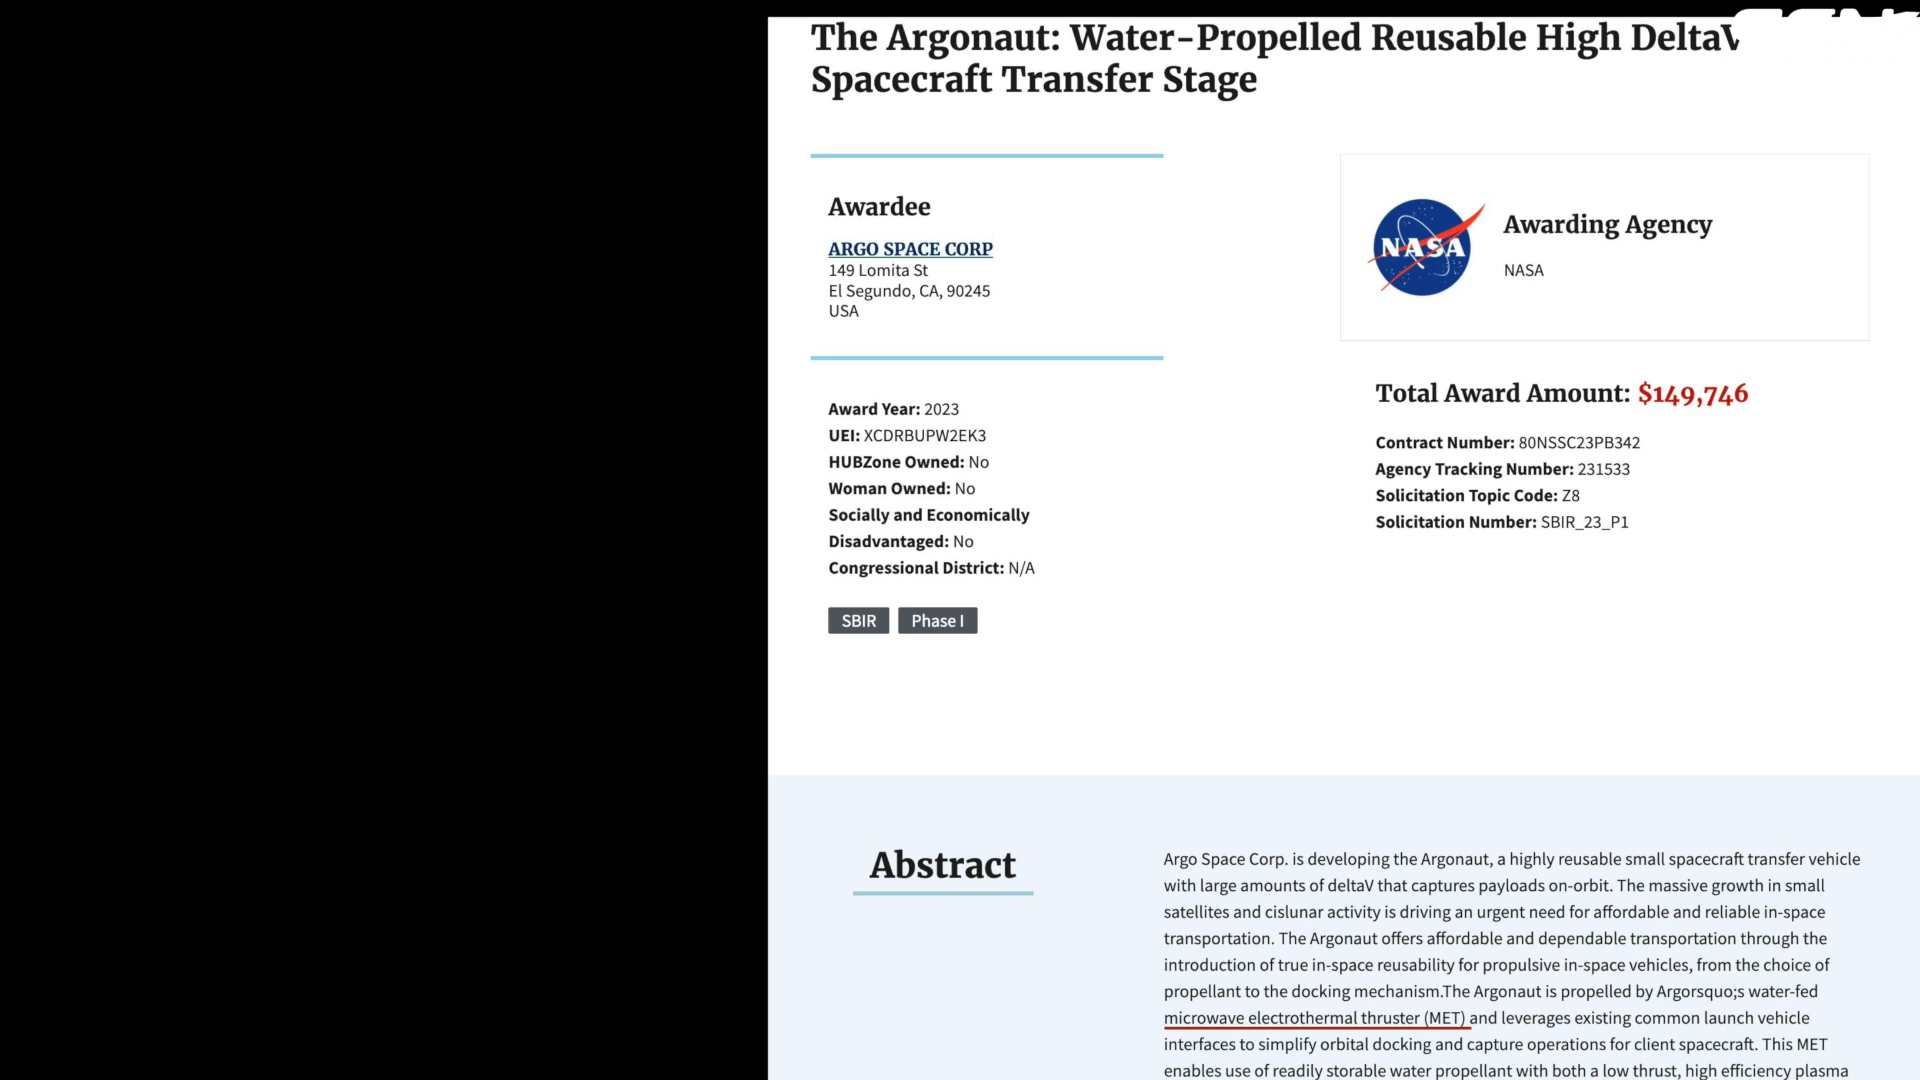 The Argonaut: Water-Propelled Reusable High DeltaV
Spacecraft Transfer Stage
Awardee
ARGO SPACE CORP
149 Lomita St
El Segundo, CA, 90245
USA
NASA
Awarding Agency
NASA
Award Year: 2023
UEI: XCDRBUPW2EK3
HUBZone Owned: No
Woman Owned: No
Socially and Economically
Disadvantaged: No
Congressional District: N/A
SBIR
Phase I
Total Award Amount: $149,746
Contract Number: 80NSSC23PB342
Agency Tracking Number: 231533
Solicitation Topic Code: Z8
Solicitation Number: SBIR_23_P1
Abstract
Argo Space Corp. is developing the Argonaut, a highly reusable small spacecraft transfer vehicle
with large amounts of deltaV that captures payloads on-orbit. The massive growth in small
satellites and cislunar activity is driving an urgent need for affordable and reliable in-space
transportation. The Argonaut offers affordable and dependable transportation through the
introduction of true in-space reusability for propulsive in-space vehicles, from the choice of
propellant to the docking mechanism.The Argonaut is propelled by Argorsquo;s water-fed
microwave electrothermal thruster (MET) and leverages existing common launch vehicle
interfaces to simplify orbital docking and capture operations for client spacecraft. This MET
enables use of readily storable water propellant with both a low thrust, high efficiency plasma